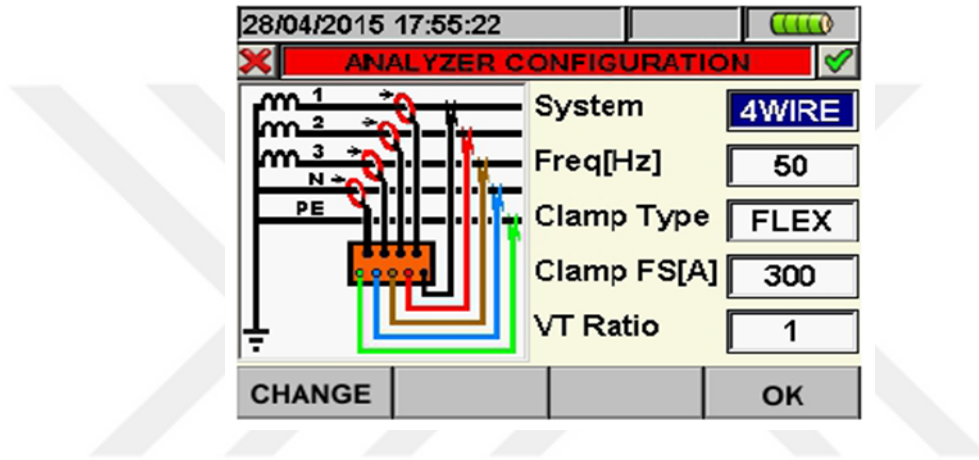 28/04/2015 17:55:22
ANALYZER CONFIGURATION
1
2
3
N
PE
System 4WIRE
Freq[Hz] 50
Clamp Type FLEX
Clamp FS[A] 300
VT Ratio 1
CHANGE OK